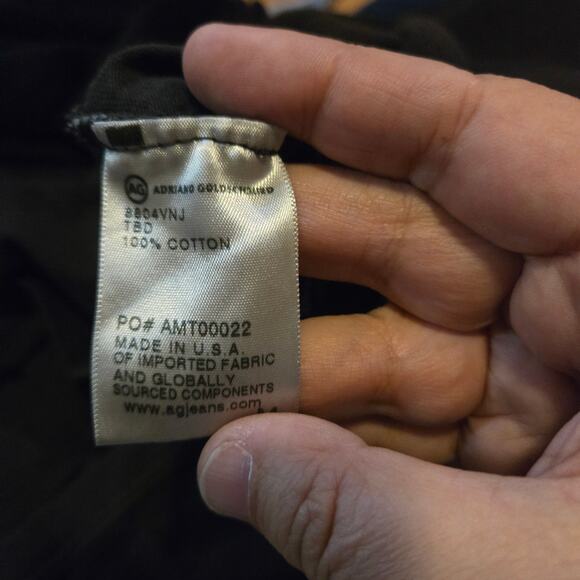 AG ADRIANO GOLDSCHMIED
8804VNJ
TBD
100% COTTON
PO# AMT00022
MADE IN U.S.A.
OF IMPORTED FABRIC
AND GLOBALLY
SOURCED COMPONENTS
www.agjeans.com